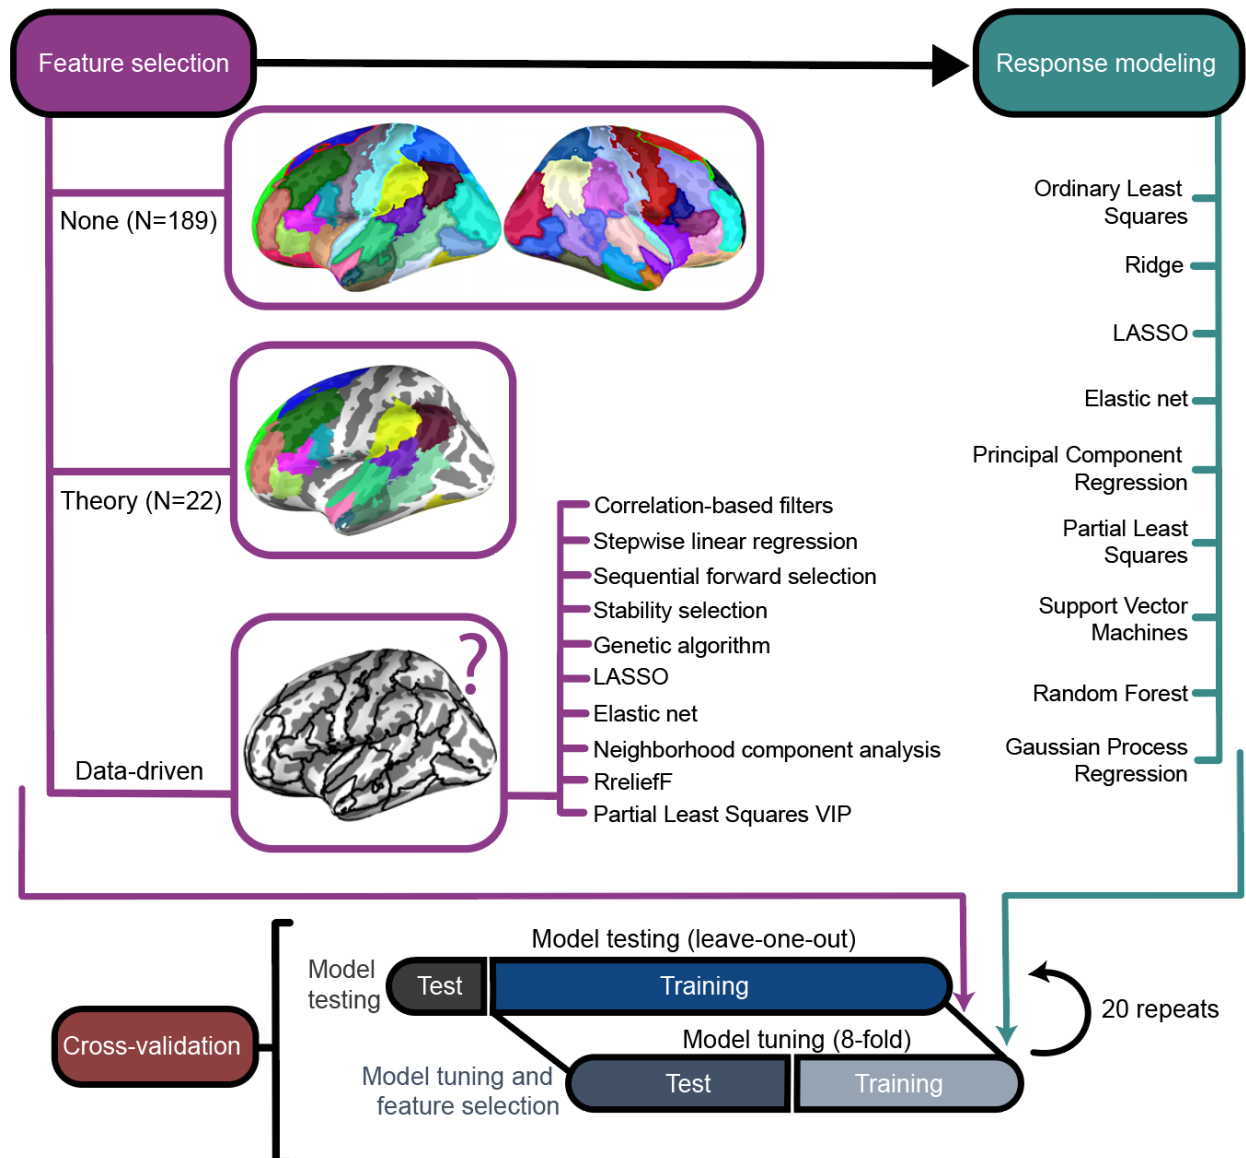 Feature selection
Response modeling
None (N=189)
Theory (N=22)
Data-driven
?
Correlation-based filters
Stepwise linear regression
Sequential forward selection
Stability selection
Genetic algorithm
LASSO
Elastic net
Neighborhood component analysis
RreliefF
Partial Least Squares VIP
Ordinary Least
Squares
Ridge
LASSO
Elastic net
Principal Component
Regression
Partial Least
Squares
Support Vector
Machines
Random Forest
Gaussian Process
Regression
Cross-validation
Model testing (leave-one-out)
Model
testing
Test
Training
20 repeats
Model tuning (8-fold)
Model tuning and
feature selection
Test
Training